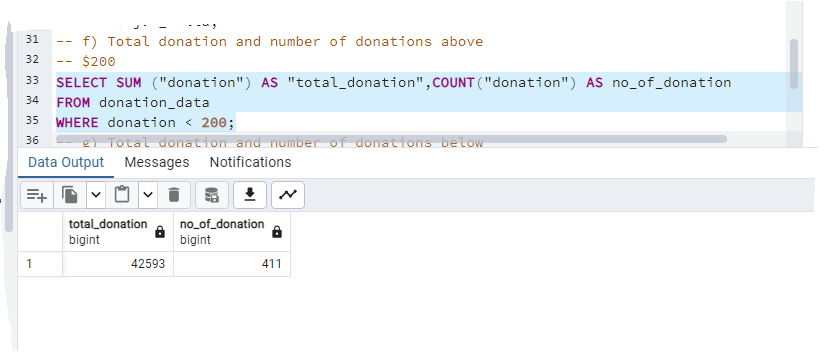 31 -- f) Total donation and number of donations above
32 -- $200
33 SELECT SUM ("donation") AS "total_donation",COUNT("donation") AS no_of_donation
34 FROM donation_data
35 WHERE donation < 200;
36 -- g) Total donation and number of donations below
Data Output Messages Notifications
total_donation no_of_donation
bigint bigint
1 42593 411